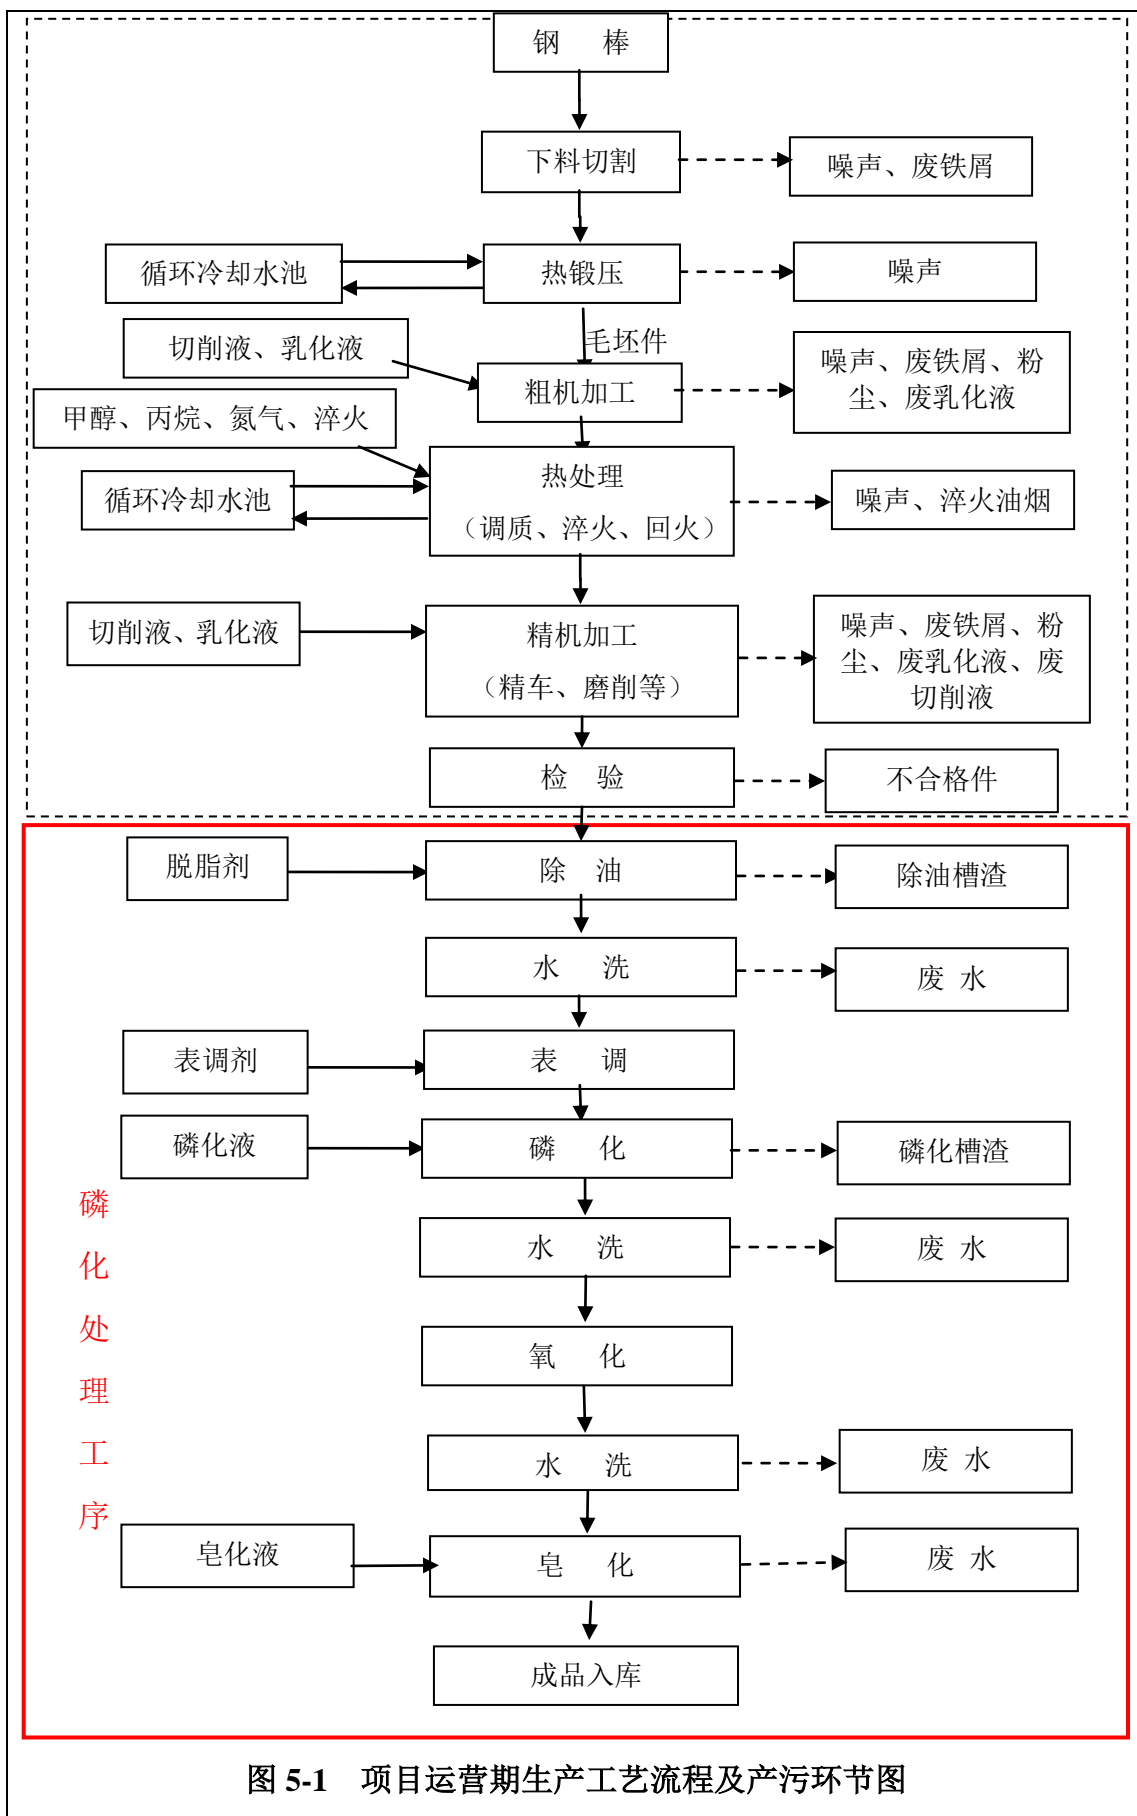 钢 棒
下料切割
噪声、废铁屑
循环冷却水池
热锻压
噪声
毛坯件
切削液、乳化液
粗机加工
噪声、废铁屑、粉
尘、废乳化液
甲醇、丙烷、氮气、淬火
循环冷却水池
热处理
（调质、淬火、回火）
噪声、淬火油烟
切削液、乳化液
精机加工
（精车、磨削等）
噪声、废铁屑、粉
尘、废乳化液、废
切削液
检 验
不合格件
脱脂剂
除 油
除油槽渣
水 洗
废 水
表调剂
表 调
磷化液
磷 化
磷化槽渣
水 洗
废 水
氧 化
水 洗
废 水
皂化液
皂 化
废 水
成品入库
磷
化
处
理
工
序
图 5-1 项目运营期生产工艺流程及产污环节图